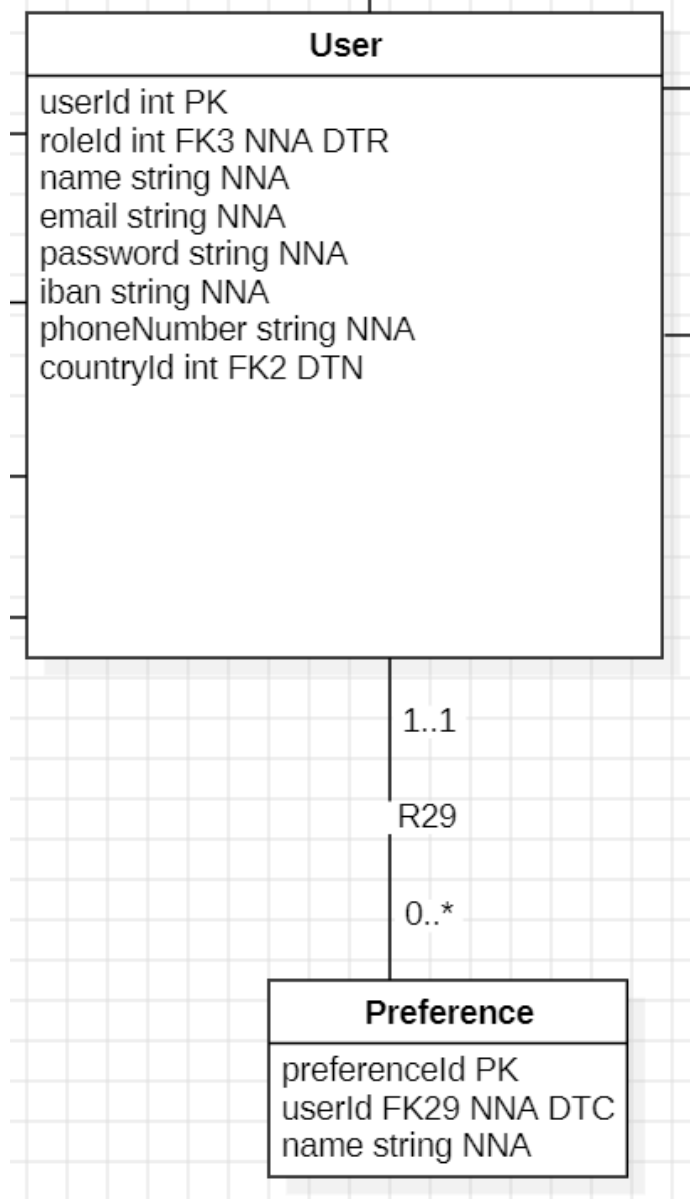 User
userId int PK
roleId int FK3 NNA DTR
name string NNA
email string NNA
password string NNA
iban string NNA
phoneNumber string NNA
countryId int FK2 DTN
1..1
R29
0..*
Preference
preferenceId PK
userId FK29 NNA DTC
name string NNA